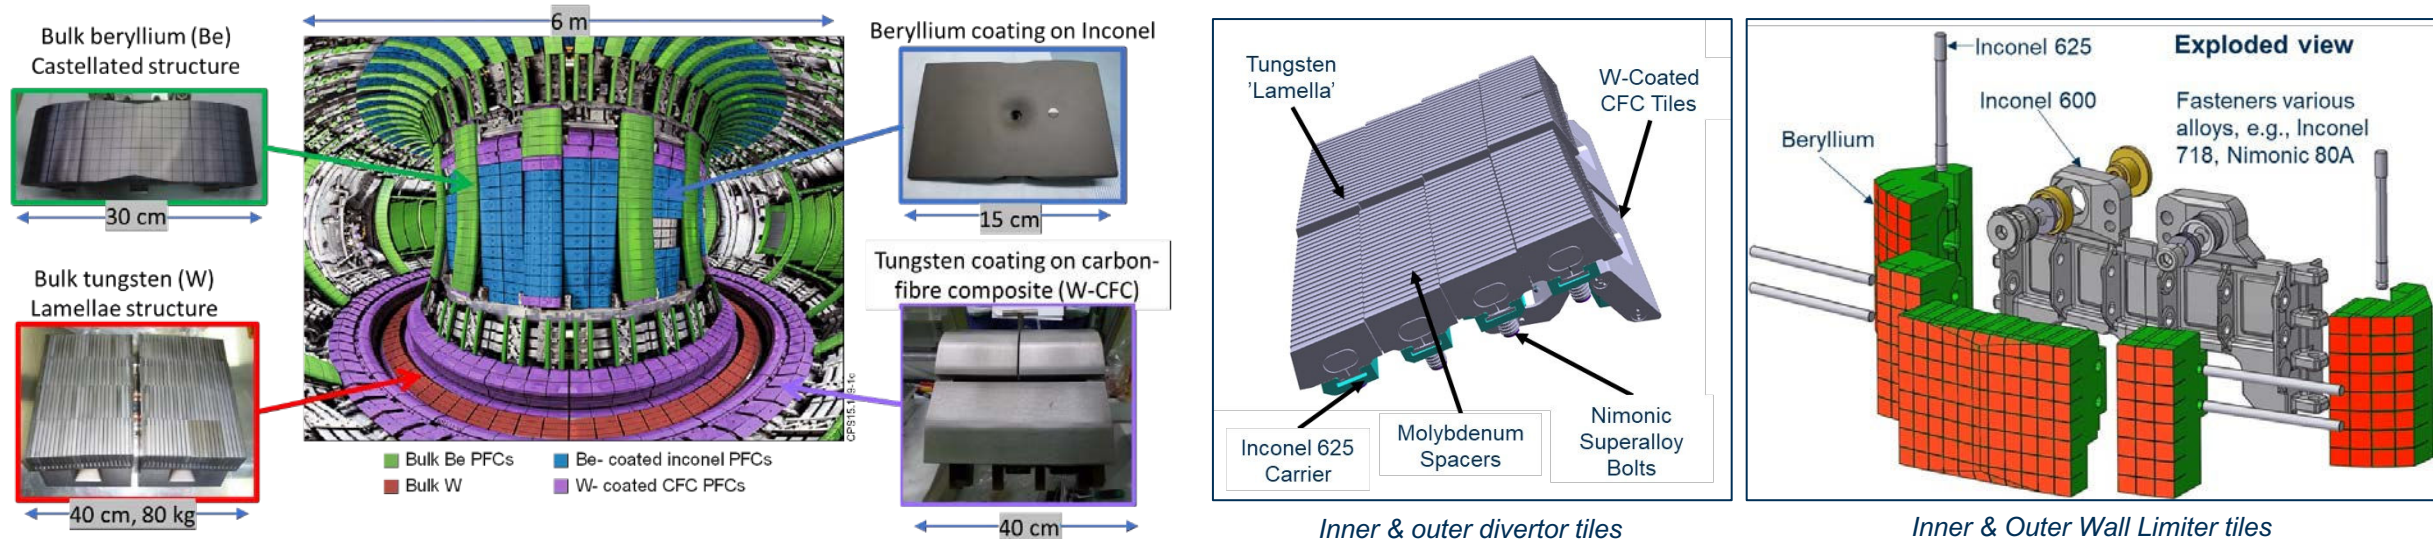 Bulk beryllium (Be)
Castellated structure
30 cm
Bulk tungsten (W)
Lamellae structure
40 cm, 80 kg
6 m
Bulk Be PFCs
Be- coated inconel PFCs
Bulk W
W- coated CFC PFCs
Beryllium coating on Inconel
15 cm
Tungsten coating on carbon-
fibre composite (W-CFC)
40 cm
Tungsten
'Lamella'
W-Coated
CFC Tiles
Inconel 625
Carrier
Molybdenum
Spacers
Nimonic
Superalloy
Bolts
Inner & outer divertor tiles
Inconel 625
Exploded view
Inconel 600
Fasteners various
alloys, e.g., Inconel
718, Nimonic 80A
Beryllium
Inner & Outer Wall Limiter tiles